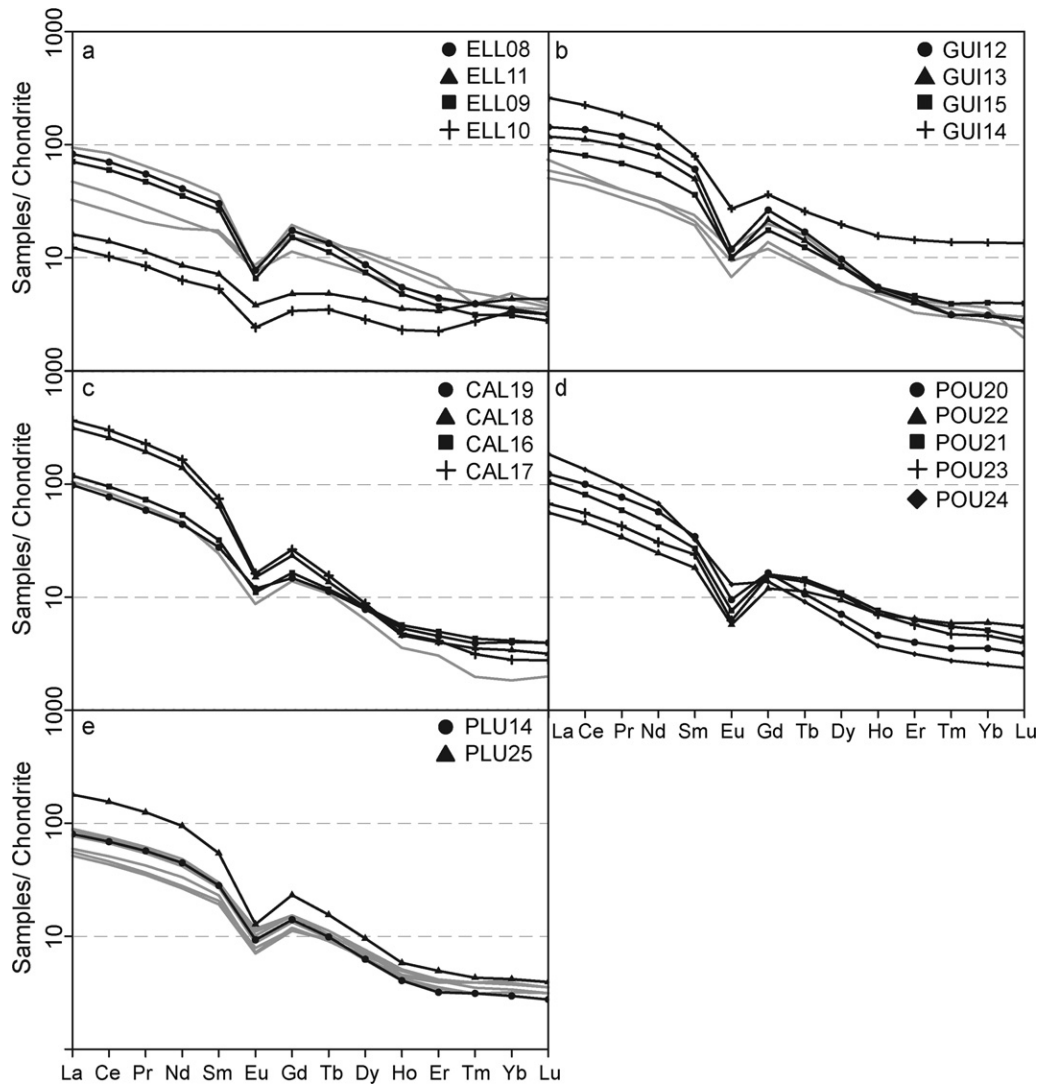 a
ELL08
ELL11
ELL09
ELL10
b
GUI12
GUI13
GUI15
GUI14
Samples/ Chondrite
1000
100
10
c
CAL19
CAL18
CAL16
CAL17
d
POU20
POU22
POU21
POU23
POU24
Samples/ Chondrite
1000
100
10
La Ce Pr Nd Sm Eu Gd Tb Dy Ho Er Tm Yb Lu
e
PLU14
PLU25
Samples/ Chondrite
1000
100
10
La Ce Pr Nd Sm Eu Gd Tb Dy Ho Er Tm Yb Lu